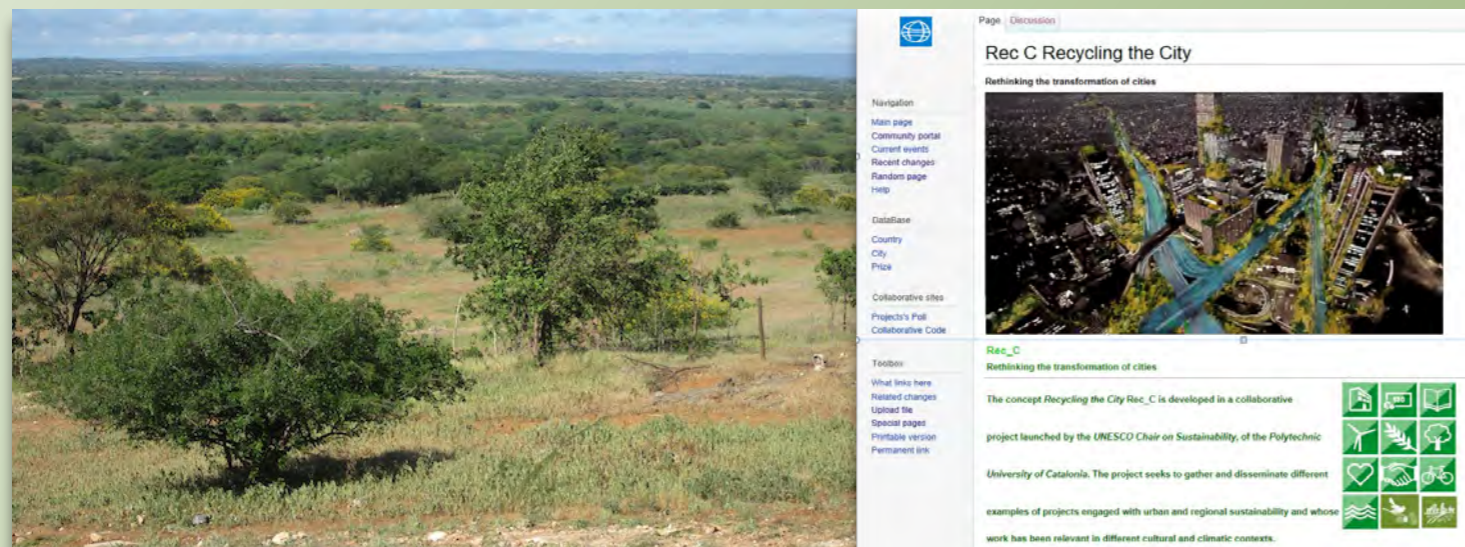 Page Discussion
Rec C Recycling the City
Rethinking the transformation of cities
Navigation
Main page
Community portal
Current events
Recent changes
Random page
Help
DataBase
Country
City
Prize
Collaborative sites
Projects's Poll
Collaborative Code
Toolbox
What links here
Related changes
Upload file
Special pages
Printable version
Permanent link
Rec_C
Rethinking the transformation of cities
The concept Recycling the City Rec_C is developed in a collaborative
project launched by the UNESCO Chair on Sustainability, of the Polytechnic
University of Catalonia. The project seeks to gather and disseminate different
examples of projects engaged with urban and regional sustainability and whose
work has been relevant in different cultural and climatic contexts.